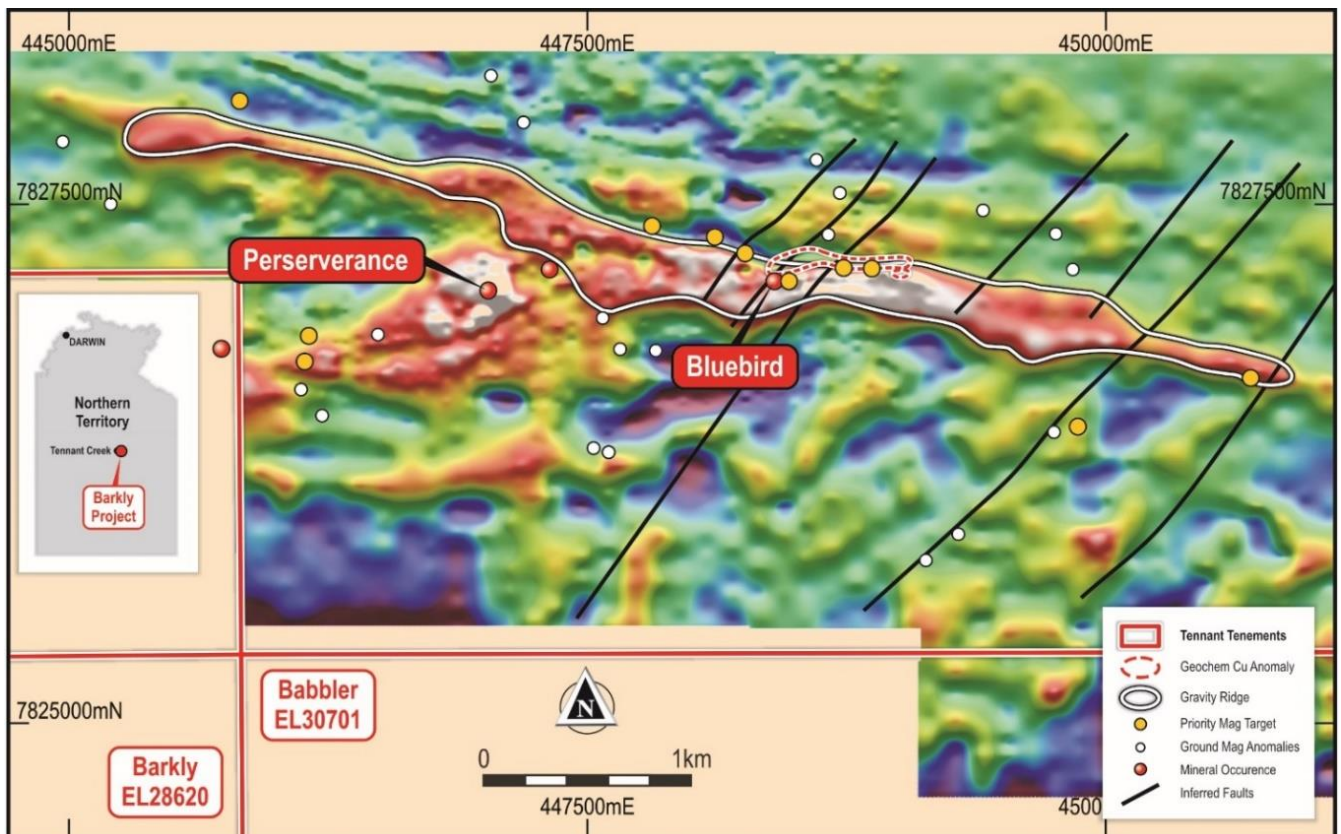 445000mE
447500mE
450000mE
7827500mN
7827500mN
Perserverance
Bluebird
DARWIN
Northern
Territory
Tennant Creek
Barkly
Project
Babbler
EL30701
Barkly
EL28620
7825000mN
N
0
1km
447500mE
Tennant Tenements
Geochem Cu Anomaly
Gravity Ridge
Priority Mag Target
Ground Mag Anomalies
Mineral Occurence
Inferred Faults